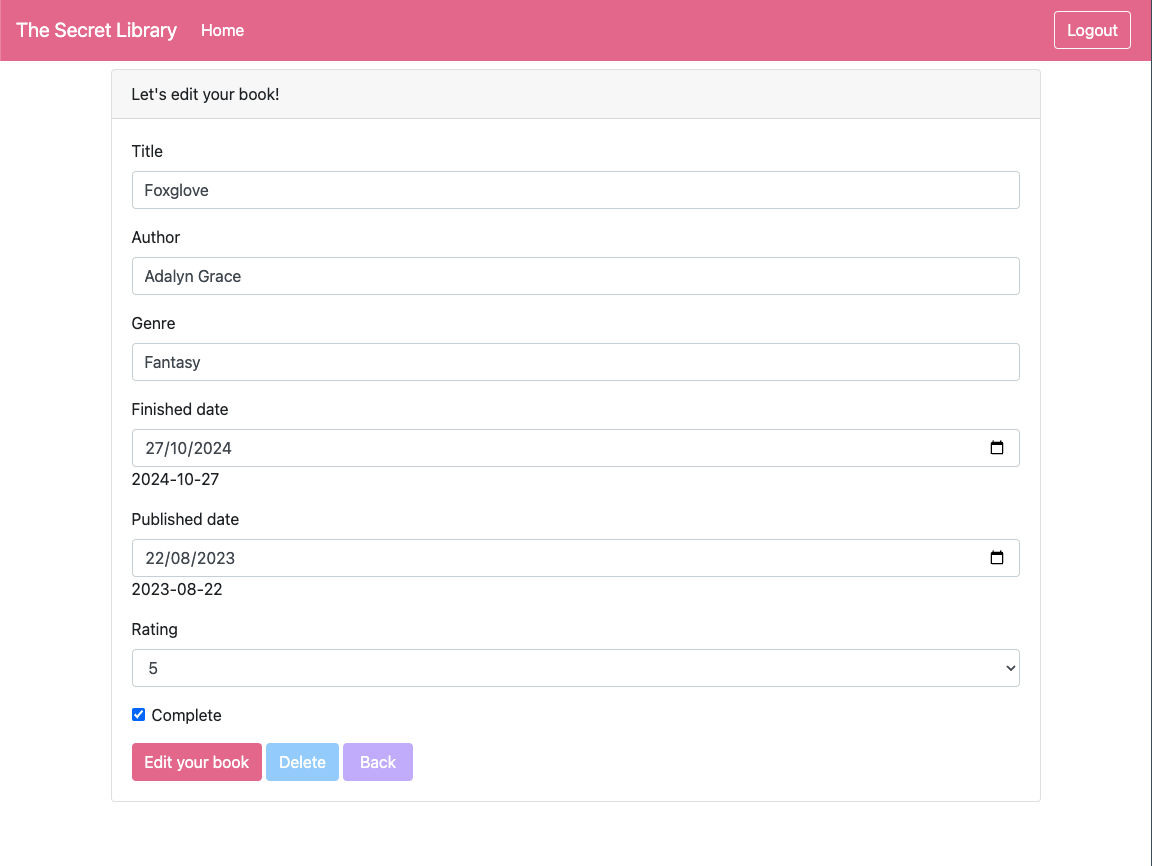 The Secret Library Home Logout
Let's edit your book!
Title
Foxglove
Author
Adalyn Grace
Genre
Fantasy
Finished date
27/10/2024
2024-10-27
Published date
22/08/2023
2023-08-22
Rating
5
Complete
Edit your book Delete Back